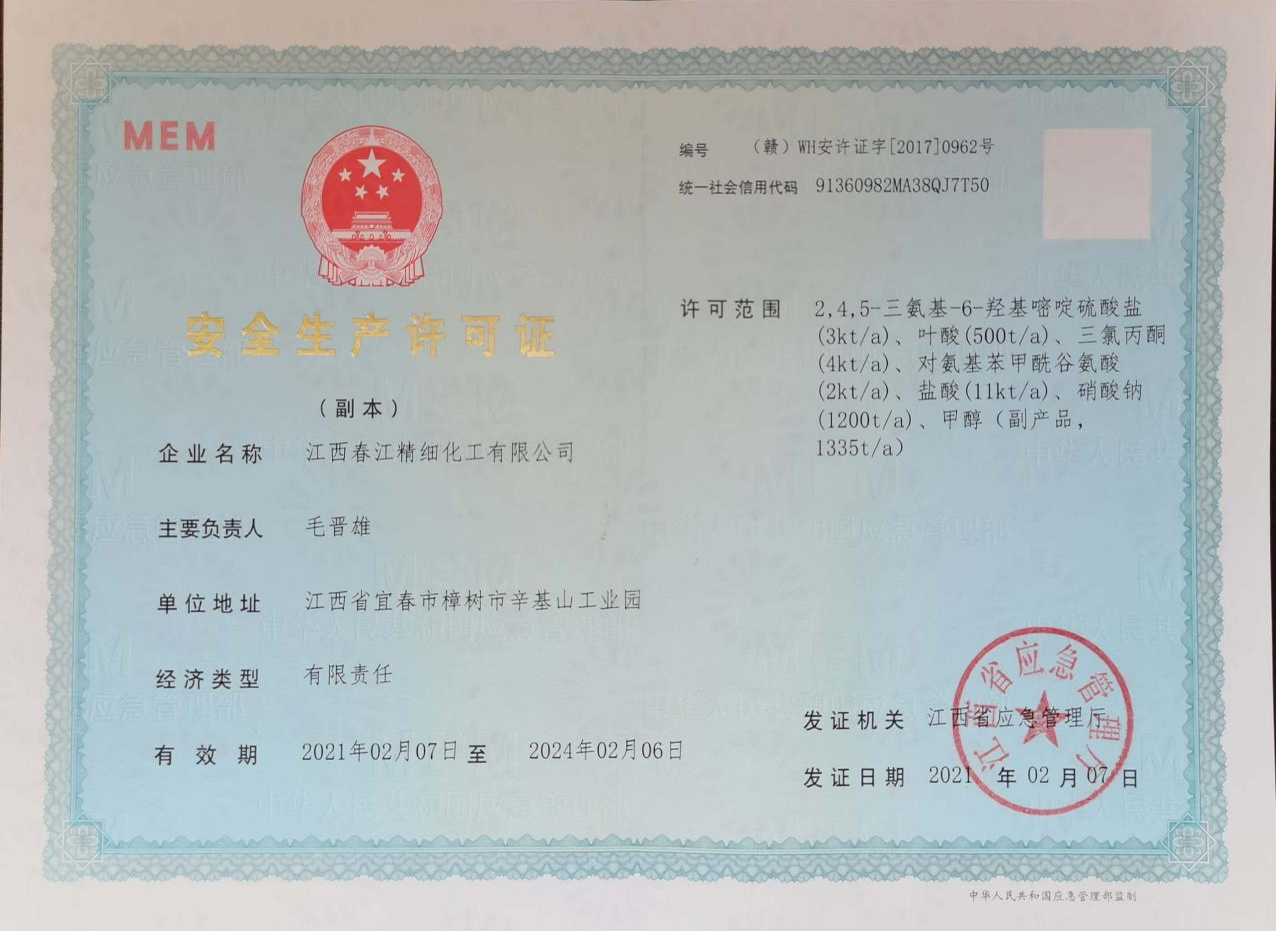 MEM
安全生产许可证
（副本）
企业名称 江西春江精细化工有限公司
主要负责人 毛晋雄
单位地址 江西省宜春市樟树市辛基山工业园
经济类型 有限责任
有效期 2021年02月07日至 2024年02月06日
编号 （赣）WH安许证字[2017]0962号
统一社会信用代码 91360982MA38QJ7T50
许可范围 2,4,5-三氨基-6-羟基嘧啶硫酸盐
(3kt/a)、叶酸(500t/a)、三氯丙酮
(4kt/a)、对氨基苯甲酰谷氨酸
(2kt/a)、盐酸(11kt/a)、硝酸钠
(1200t/a)、甲醇（副产品，
1335t/a）
江西省应急管理厅
发证机关 江西省应急管理厅
发证日期 2021 年 02 月 07 日
中华人民共和国应急管理部监制